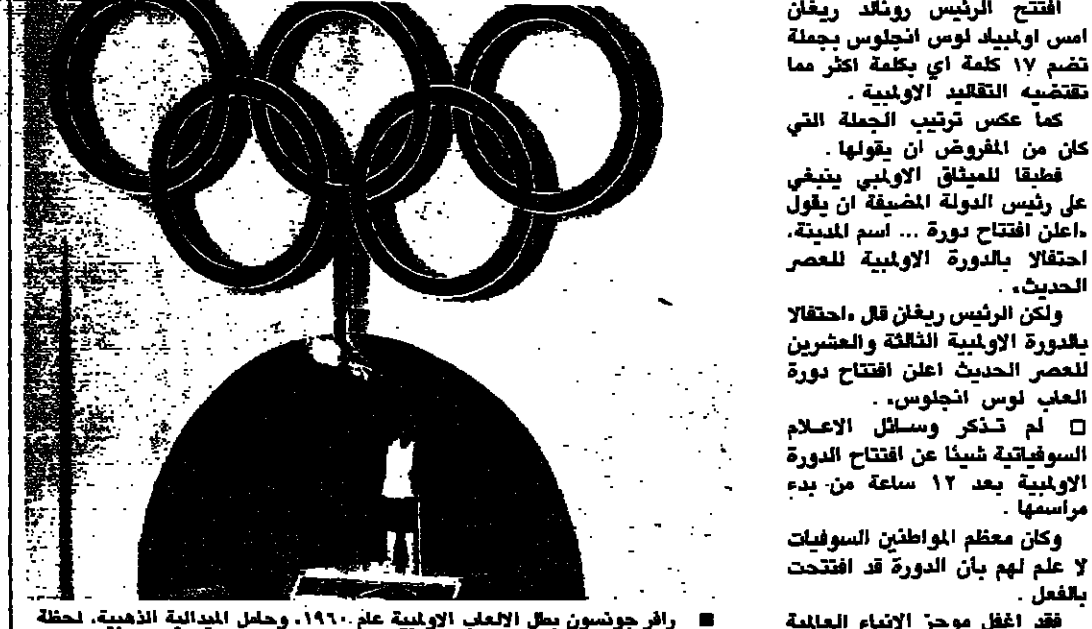 افتتح الرئيس رونالد ريغان
امس اولمبياد لوس انجلوس بجملة
تضم ١٧ كلمة اي بكلمة اكثر مما
تقتضيه التقاليد الاولمبية .
كما عكس ترتيب الجملة التي
كان من المفروض ان يقولها .
فطبقا للميثاق الاولمبي ينبغي
على رئيس الدولة المضيفة ان يقول
«اعلن افتتاح دورة ... اسم المدينة،
احتفالا بالدورة الاولمبية للعصر
الحديث» .
ولكن الرئيس ريغان قال «احتفالا
بالدورة الاولمبية الثالثة والعشرين
للعصر الحديث اعلن افتتاح دورة
العاب لوس انجلوس» .
□ لم تذكر وسائل الاعلام
السوفياتية شيئا عن افتتاح الدورة
الاولمبية بعد ١٢ ساعة من بدء
مراسمها .
وكان معظم المواطنين السوفيات
لا علم لهم بأن الدورة قد افتتحت
بالفعل .
فقد اغفل موجز الانباء العالمية
■ رافر جونسون بطل الالعاب الاولمبية عام ١٩٦٠، وحامل الميدالية الذهبية، لحظة